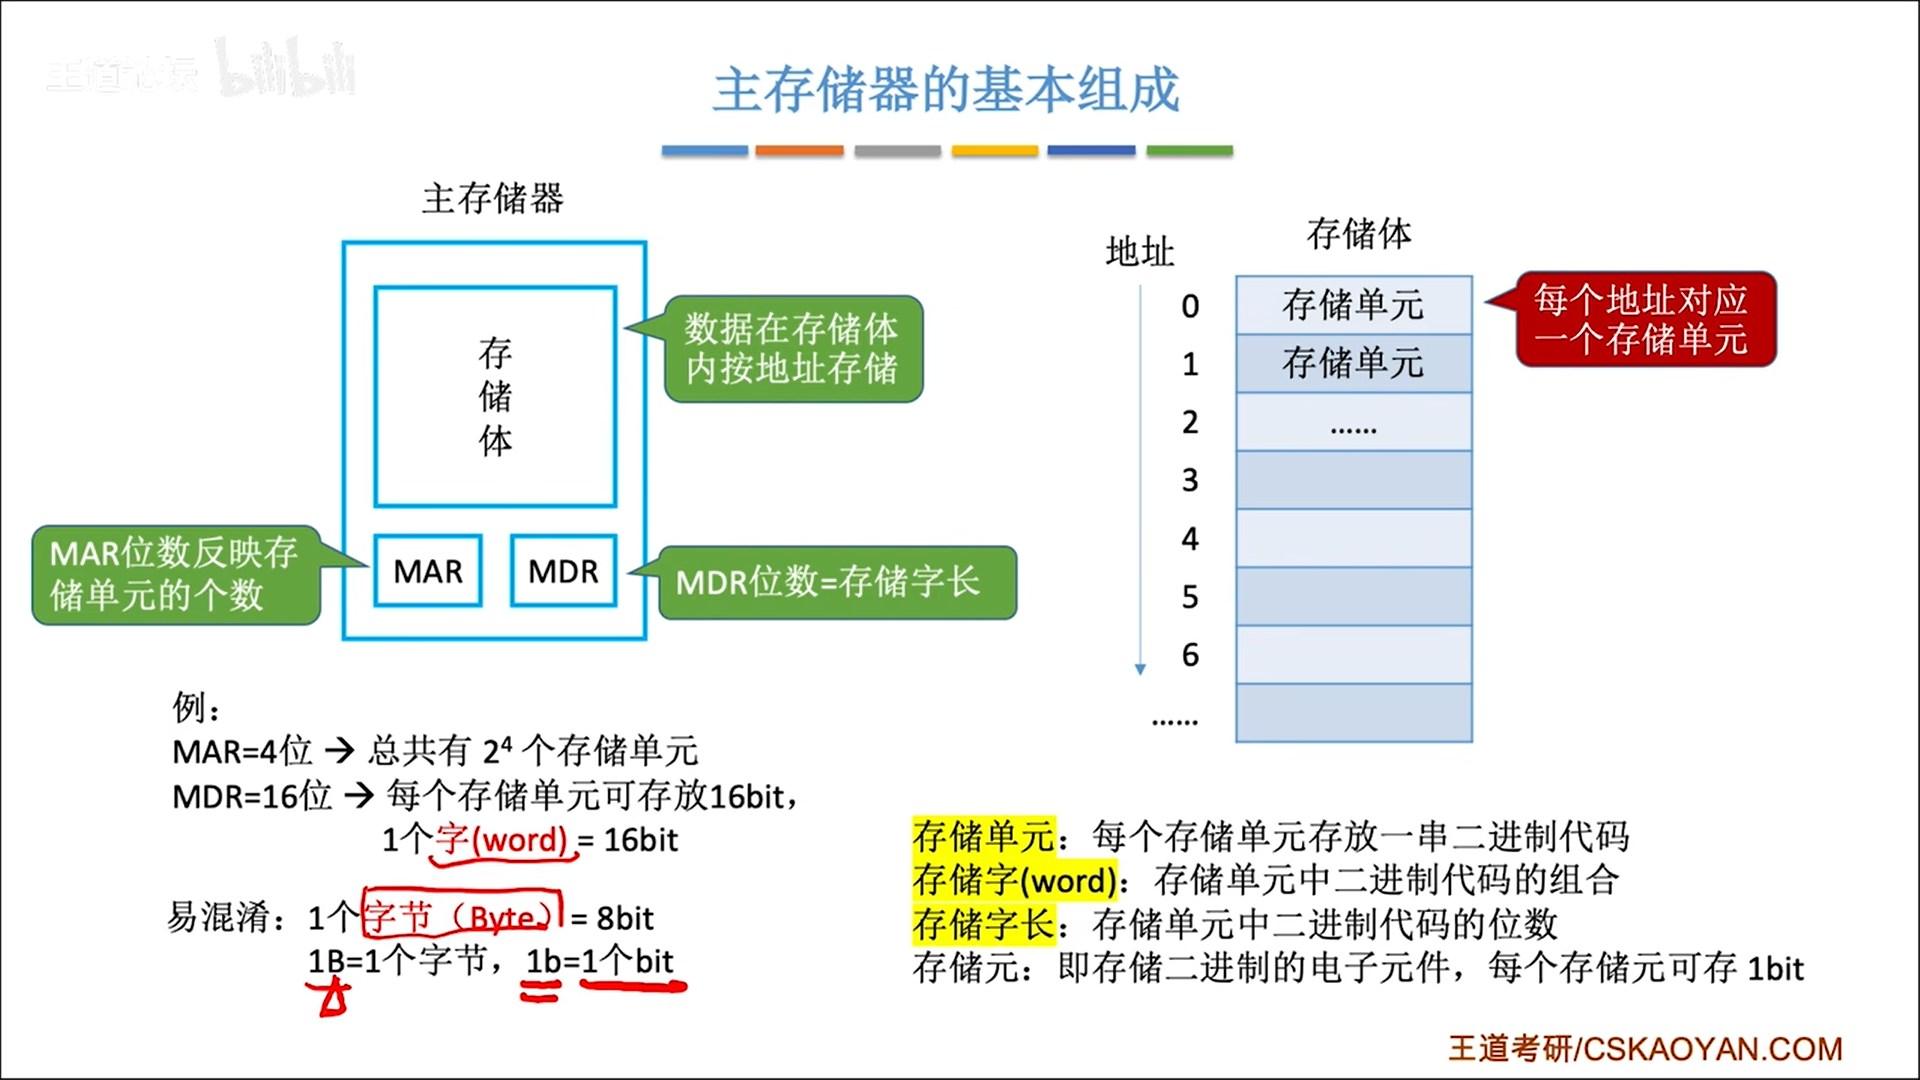 王道论坛 bilibili
主存储器的基本组成
主存储器
存
储
体
MAR
MDR
数据在存储体
内按地址存储
MAR位数反映存
储单元的个数
MDR位数=存储字长
地址
存储体
0 存储单元
1 存储单元
2 ……
3
4
5
6
……
每个地址对应
一个存储单元
例：
MAR=4位 → 总共有 2⁴ 个存储单元
MDR=16位 → 每个存储单元可存放16bit，
1个字(word) = 16bit
易混淆：1个字节（Byte）= 8bit
1B=1个字节，1b=1个bit
存储单元：每个存储单元存放一串二进制代码
存储字(word)：存储单元中二进制代码的组合
存储字长：存储单元中二进制代码的位数
存储元：即存储二进制的电子元件，每个存储元可存 1bit
王道考研/CSKAOYAN.COM